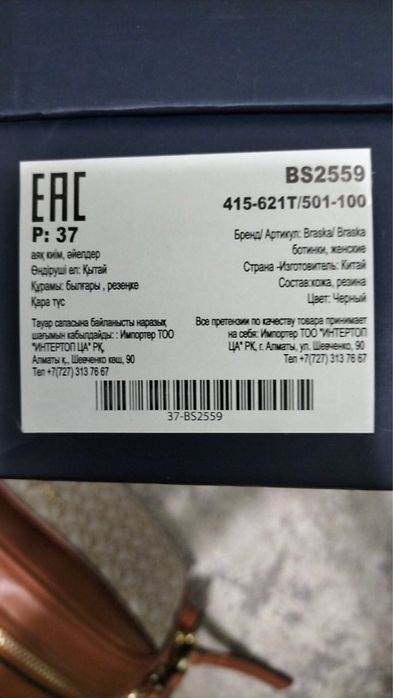 EAC
BS2559
415-621T/501-100
Р: 37
аяқ киім, әйелдер
Өндіруші ел: Қытай
Құрамы: былғары , резеңке
Қара түс
Бренд/ Артикул: Braska/ Braska
ботинки, женские
Страна -Изготовитель: Китай
Состав:кожа, резина
Цвет: Черный
Тауар сапасына байланысты наразық
шағымын қабылдайды: : Импортер ТОО
"ИНТЕРТОП ЦА" РҚ,
Алматы қ., Шевченко көш, 90
Тел +7(727) 313 76 67
Все претензии по качеству товара принимает
на себя: Импортер ТОО "ИНТЕРТОП
ЦА" РК, г. Алматы, ул. Шевченко, 90
Тел +7(727) 313 76 67
37-BS2559